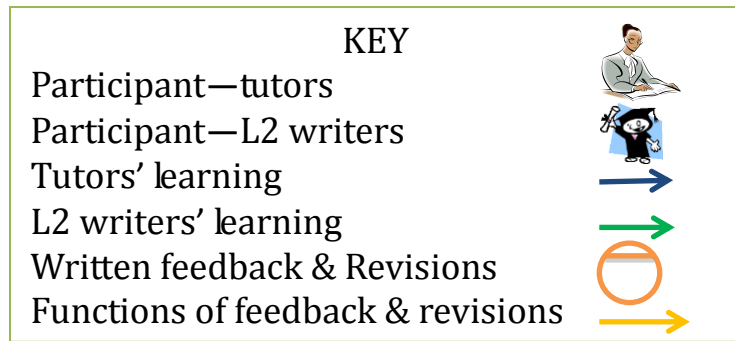 KEY
Participant—tutors
Participant—L2 writers
Tutors’ learning
L2 writers’ learning
Written feedback & Revisions
Functions of feedback & revisions